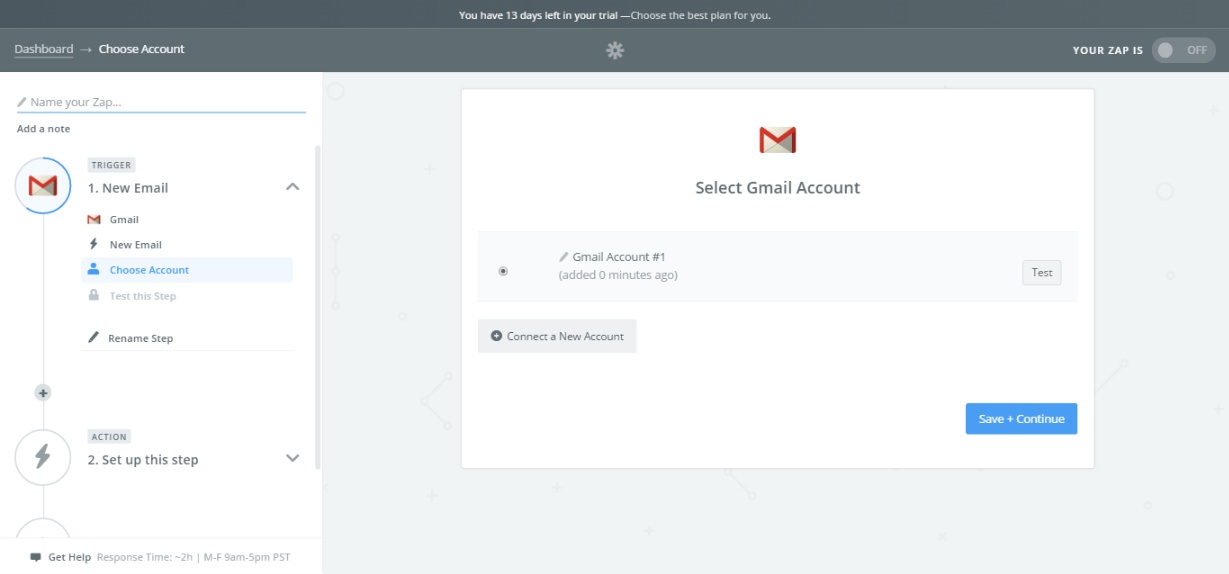 You have 13 days left in your trial —Choose the best plan for you.
Dashboard → Choose Account
YOUR ZAP IS OFF
Name your Zap...
Add a note
TRIGGER
1. New Email
Gmail
New Email
Choose Account
Test this Step
Rename Step
ACTION
2. Set up this step
Get Help Response Time: ~2h | M-F 9am-5pm PST
Select Gmail Account
Gmail Account #1
(added 0 minutes ago)
Test
Connect a New Account
Save + Continue